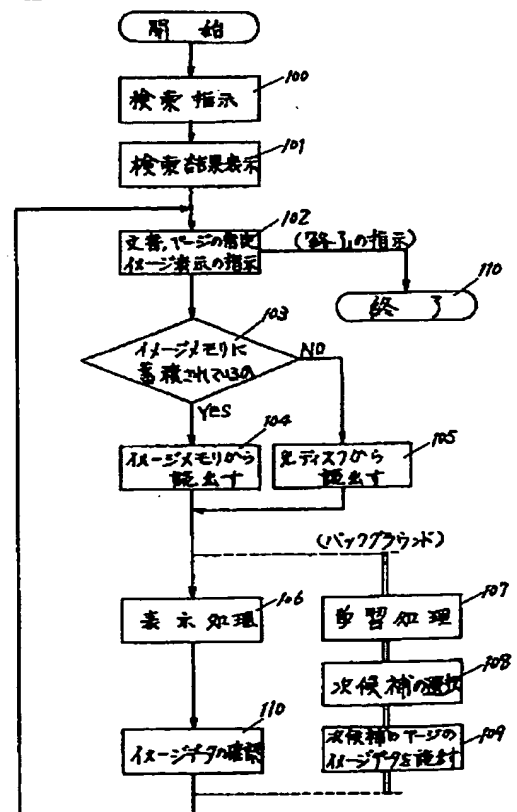 開始
100
検索指示
101
検索結果表示
102
文書,ページの指定
イメージ表示の指示
(「終了」の指示)
110
終了
103
イメージメモリに
蓄積されているか
NO
YES
104
イメージメモリから
読出す
105
光ディスクから
読出す
(バックグラウンド)
106
表示処理
107
学習処理
108
次候補の選択
110
イメージデータの確認
109
次候補のページの
イメージデータを読出す